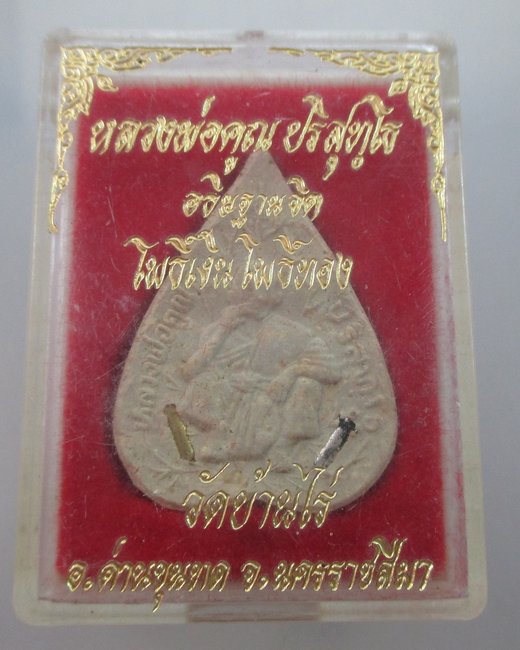 หลวงพ่อคูณ ปริสุทฺโธ
อธิษฐานจิต
โพธิ์เงิน โพธิ์ทอง
วัดบ้านไร่
อ.ด่านขุนทด จ.นครราชสีมา